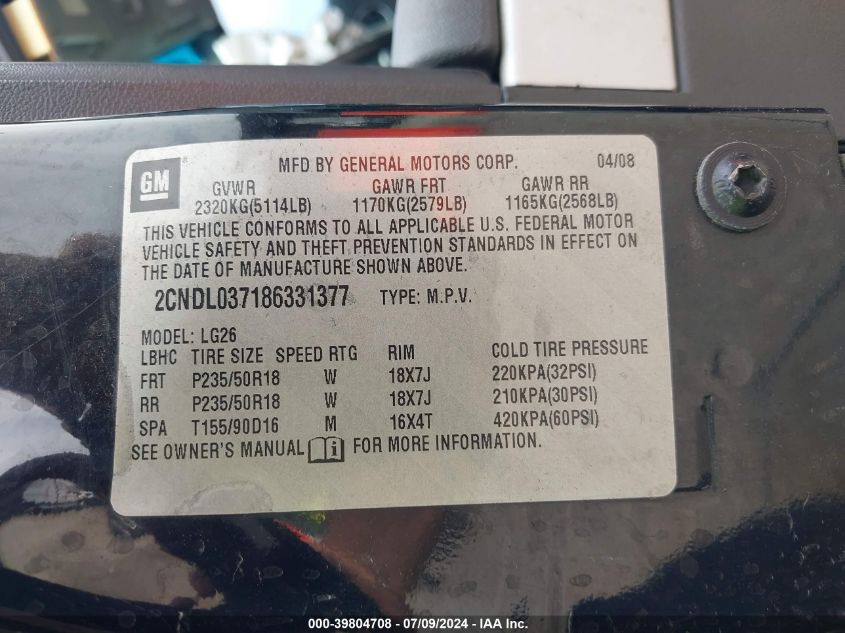 GM
MFD BY GENERAL MOTORS CORP. 04/08
GVWR GAWR FRT GAWR RR
2320KG(5114LB) 1170KG(2579LB) 1165KG(2568LB)
THIS VEHICLE CONFORMS TO ALL APPLICABLE U.S. FEDERAL MOTOR
VEHICLE SAFETY AND THEFT PREVENTION STANDARDS IN EFFECT ON
THE DATE OF MANUFACTURE SHOWN ABOVE.
2CNDL037186331377 TYPE: M.P.V.
MODEL: LG26
LBHC TIRE SIZE SPEED RTG RIM COLD TIRE PRESSURE
FRT P235/50R18 W 18X7J 220KPA(32PSI)
RR P235/50R18 W 18X7J 210KPA(30PSI)
SPA T155/90D16 M 16X4T 420KPA(60PSI)
SEE OWNER'S MANUAL i FOR MORE INFORMATION.
000-39804708 - 07/09/2024 - IAA Inc.